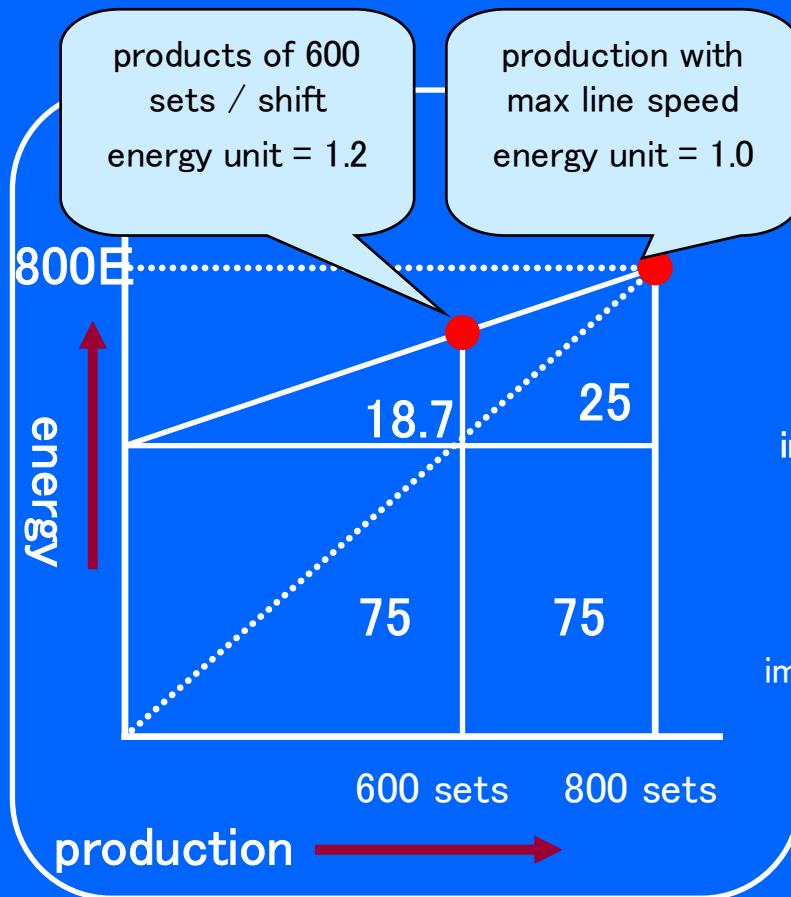 products of 600
sets / shift
energy unit = 1.2
production with
max line speed
energy unit = 1.0
800E
energy
18.7
25
75
75
600 sets
800 sets
production